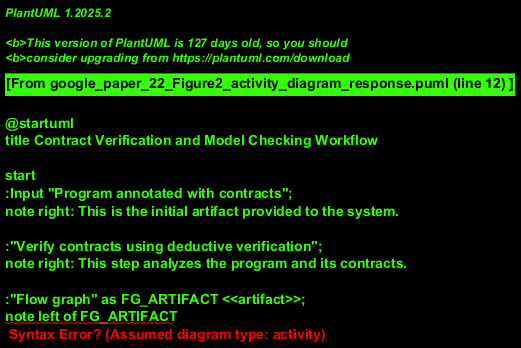 PlantUML 1.2025.2
<b>This version of PlantUML is 127 days old, so you should
<b>consider upgrading from https://plantuml.com/download
[From google_paper_22_Figure2_activity_diagram_response.puml (line 12) ]
@startuml
title Contract Verification and Model Checking Workflow
start
:Input "Program annotated with contracts";
note right: This is the initial artifact provided to the system.
:"Verify contracts using deductive verification";
note right: This step analyzes the program and its contracts.
:"Flow graph" as FG_ARTIFACT <<artifact>>;
note left of FG_ARTIFACT
Syntax Error? (Assumed diagram type: activity)